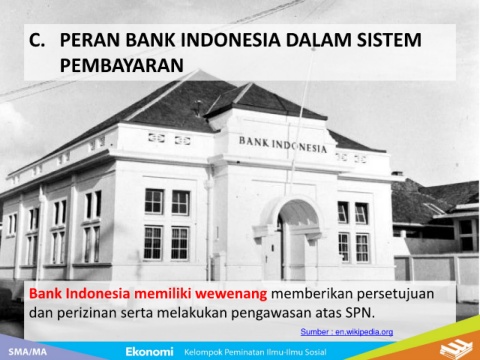 C. PERAN BANK INDONESIA DALAM SISTEM
PEMBAYARAN
BANK INDONESIA
Bank Indonesia memiliki wewenang memberikan persetujuan
dan perizinan serta melakukan pengawasan atas SPN.
Sumber : en.wikipedia.org
SMA/MA Ekonomi Kelompok Peminatan Ilmu-Ilmu Sosial